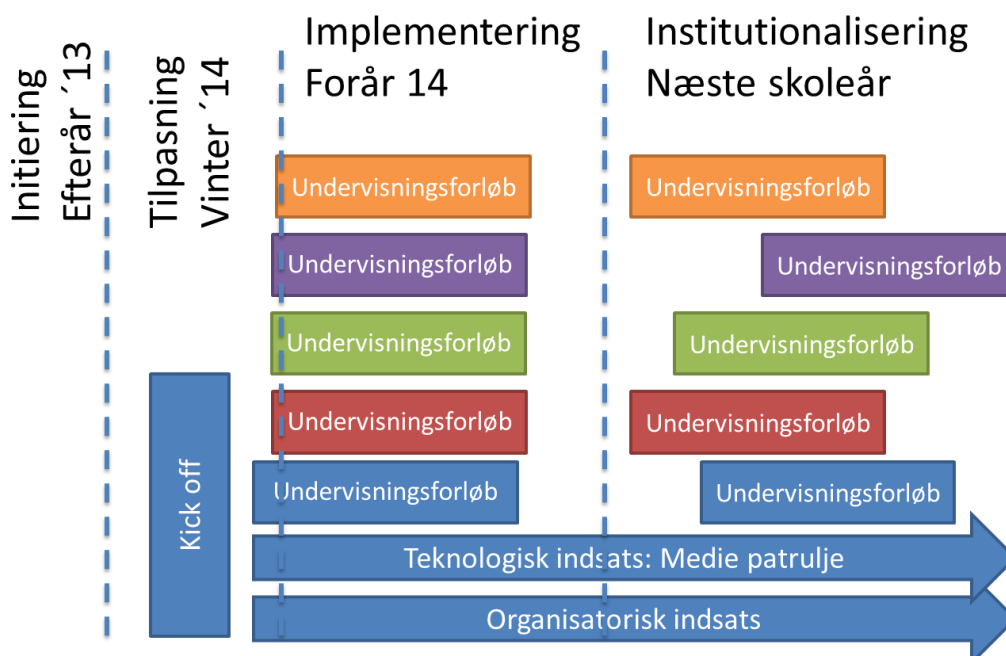 Initiering
Efterår ´13
Tilpasning
Vinter ´14
Implementering
Forår 14
Institutionalisering
Næste skoleår
Undervisningsforløb
Undervisningsforløb
Undervisningsforløb
Undervisningsforløb
Undervisningsforløb
Undervisningsforløb
Undervisningsforløb
Undervisningsforløb
Kick off
Undervisningsforløb
Undervisningsforløb
Teknologisk indsats: Medie patrulje
Organisatorisk indsats